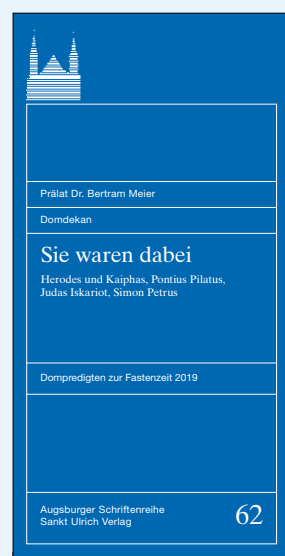 Prälat Dr. Bertram Meier
Domdekan
Sie waren dabei
Herodes und Kaiphas, Pontius Pilatus,
Judas Iskariot, Simon Petrus
Dompredigten zur Fastenzeit 2019
Augsburger Schriftenreihe
Sankt Ulrich Verlag
62